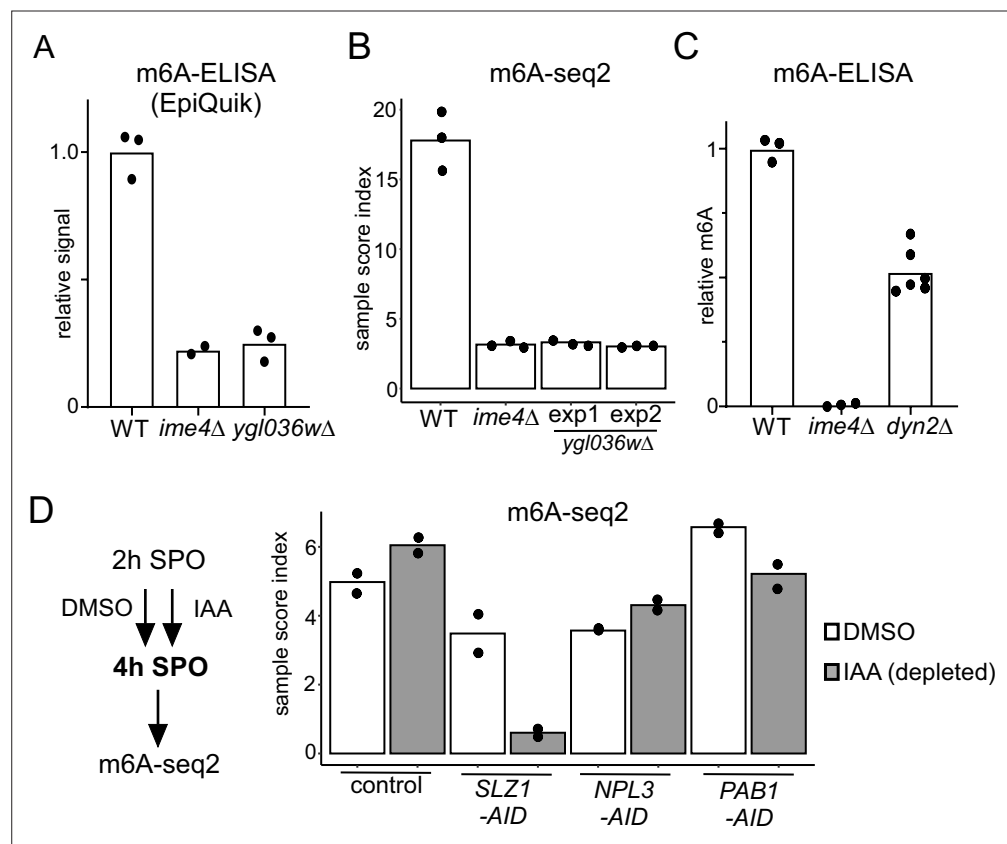 A
m6A-ELISA
(EpiQuik)
relative signal
1.0
0
WT ime4Δ ygl036wΔ
B
m6A-seq2
sample score index
20
15
10
5
0
WT ime4Δ exp1 exp2
ygl036wΔ
C
m6A-ELISA
relative m6A
1
0
WT ime4Δ dyn2Δ
D
2h SPO
DMSO IAA
4h SPO
m6A-seq2
m6A-seq2
sample score index
6
4
2
0
control SLZ1 NPL3 PAB1
-AID -AID -AID
DMSO
IAA (depleted)